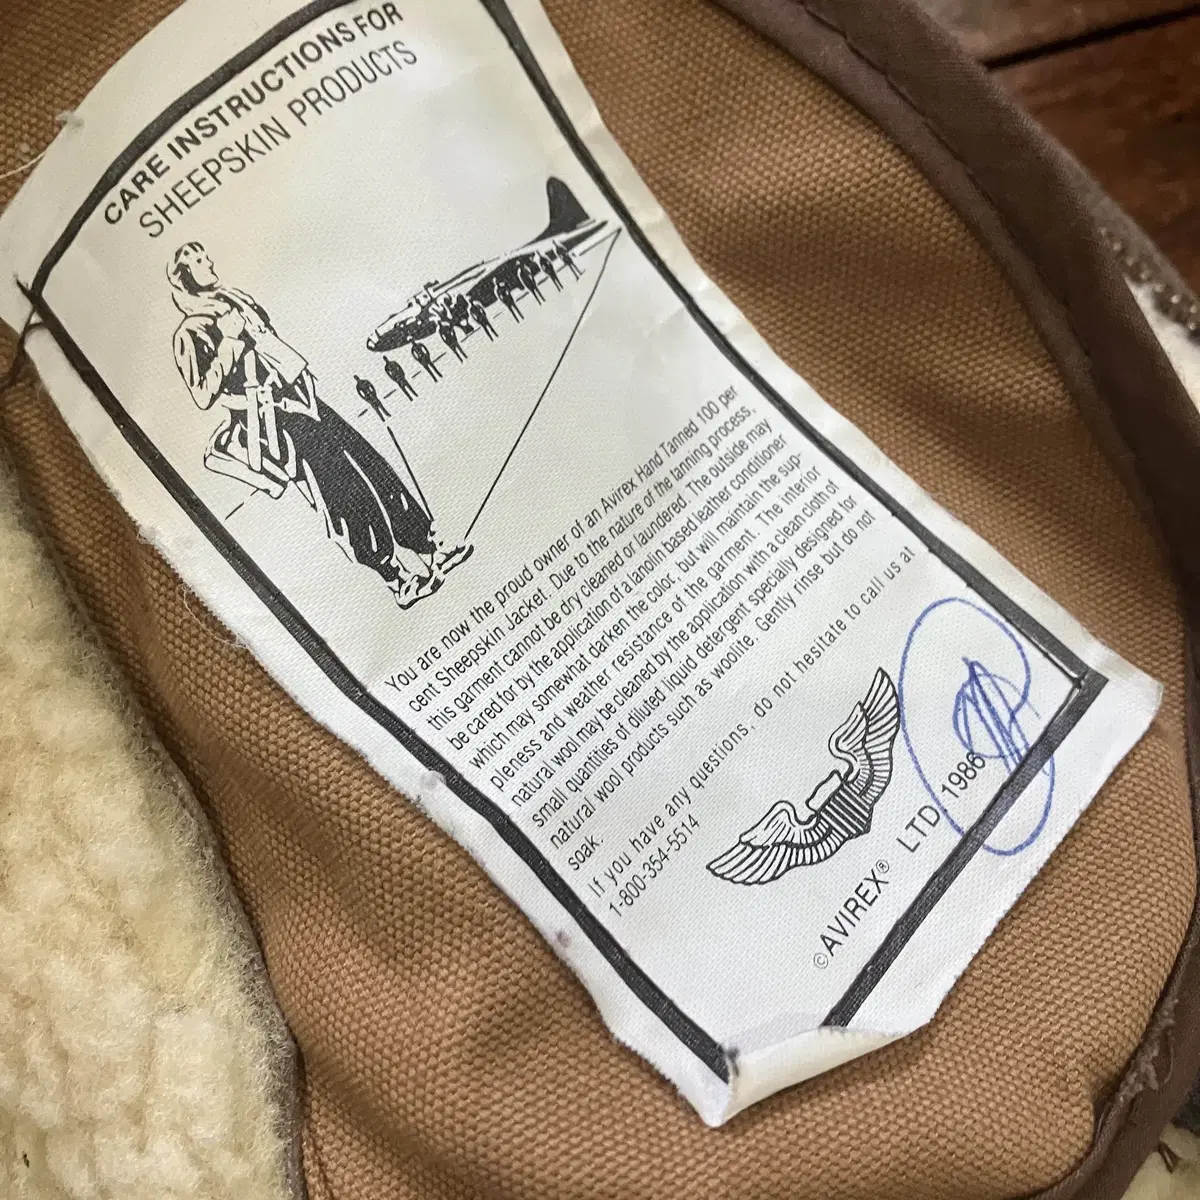 CARE INSTRUCTIONS FOR
SHEEPSKIN PRODUCTS
You are now the proud owner of an Avirex Hand Tanned 100 per
cent Sheepskin Jacket. Due to the nature of the tanning process,
this garment cannot be dry cleaned or laundered. The outside may
be cared for by the application of a lanolin based leather conditioner
which may somewhat darken the color, but will maintain the sup-
pleness and weather resistance of the garment. The interior
natural wool may be cleaned by the application with a clean cloth of
small quantities of diluted liquid detergent specially designed for
natural wool products such as woolite. Gently rinse but do not
soak.
If you have any questions, do not hesitate to call us at
1-800-354-5514
©AVIREX® LTD. 1986